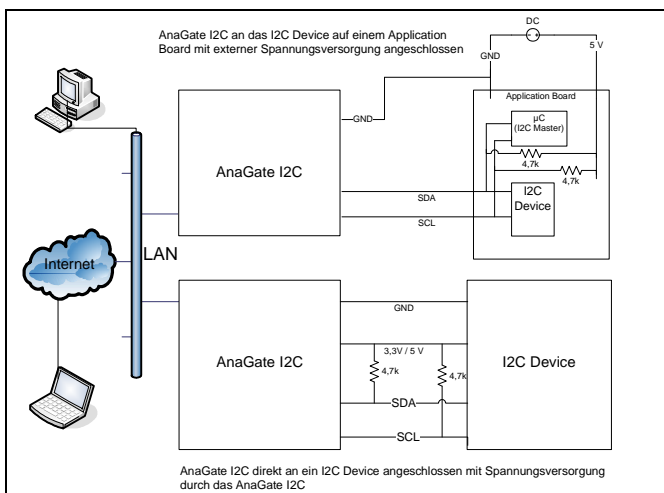 AnaGate I2C an das I2C Device auf einem Application
Board mit externer Spannungsversorgung angeschlossen
DC
GND
5 V
Application Board
µC
(I2C Master)
GND
4,7k
4,7k
AnaGate I2C
SDA
SCL
I2C
Device
LAN
Internet
GND
3,3V / 5 V
4,7k
4,7k
AnaGate I2C
I2C Device
SDA
SCL
AnaGate I2C direkt an ein I2C Device angeschlossen mit Spannungsversorgung
durch das AnaGate I2C